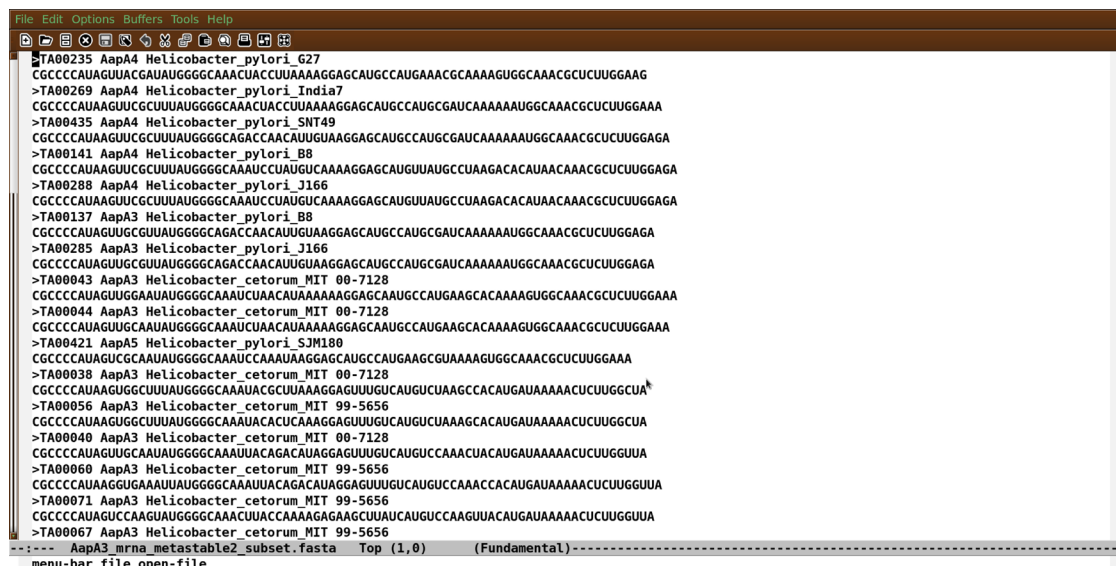 File Edit Options Buffers Tools Help
>TA00235 AapA4 Helicobacter_pylori_G27
CGCCCCAUAGUUACGAUAUGGGGCAAACUACCUUAAAAGGAGCAUGCCAUGAAACGCAAAAGUGGCAAACGCUCUUGGAAG
>TA00269 AapA4 Helicobacter_pylori_India7
CGCCCCAUAAGUUCGCUUUAUGGGGCAAACUACCUUAAAAGGAGCAUGCCAUGCGAUCAAAAAAUGGCAAACGCUCUUGGAAA
>TA00435 AapA4 Helicobacter_pylori_SNT49
CGCCCCAUAAGUUCGCUUUAUGGGGCAGACCAACAUUGUAAGGAGCAUGCCAUGCGAUCAAAAAAUGGCAAACGCUCUUGGAGA
>TA00141 AapA4 Helicobacter_pylori_B8
CGCCCCAUAAGUUCGCUUUAUGGGGCAAAUCCUAUGUCAAAAGGAGCAUGUUAUGCCUAAGACACAUAACAAACGCUCUUGGAGA
>TA00288 AapA4 Helicobacter_pylori_J166
CGCCCCAUAAGUUCGCUUUAUGGGGCAAAUCCUAUGUCAAAAGGAGCAUGUUAUGCCUAAGACACAUAACAAACGCUCUUGGAGA
>TA00137 AapA3 Helicobacter_pylori_B8
CGCCCCAUAGUUGCGUUAUGGGGCAGACCAACAUUGUAAGGAGCAUGCCAUGCGAUCAAAAAAUGGCAAACGCUCUUGGAGA
>TA00285 AapA3 Helicobacter_pylori_J166
CGCCCCAUAGUUGCGUUAUGGGGCAGACCAACAUUGUAAGGAGCAUGCCAUGCGAUCAAAAAAUGGCAAACGCUCUUGGAGA
>TA00043 AapA3 Helicobacter_cetorum_MIT 00-7128
CGCCCCAUAGUUGGAAUAUGGGGCAAAUCUAACAUAAAAAAGGAGCAAUGCCAUGAAGCACAAAAGUGGCAAACGCUCUUGGAAA
>TA00044 AapA3 Helicobacter_cetorum_MIT 00-7128
CGCCCCAUAGUUGCAAUAUGGGGCAAAUCUAACAUAAAAAGGAGCAAUGCCAUGAAGCACAAAAGUGGCAAACGCUCUUGGAAA
>TA00421 AapA5 Helicobacter_pylori_SJM180
CGCCCCAUAGUCGCAAUAUGGGGCAAAUCCAAAUAAGGAGCAUGCCAUGAAGCGUAAAAGUGGCAAACGCUCUUGGAAA
>TA00038 AapA3 Helicobacter_cetorum_MIT 00-7128
CGCCCCAUAAGUGGCUUUAUGGGGCAAAUACGCUUAAAGGAGUUUGUCAUGUCUAAGCCACAUGAUAAAAACUCUUGGCUA
>TA00056 AapA3 Helicobacter_cetorum_MIT 99-5656
CGCCCCAUAAGUGGCUUUAUGGGGCAAAUACACUCAAAGGAGUUUGUCAUGUCUAAAGCACAUGAUAAAAACUCUUGGCUA
>TA00040 AapA3 Helicobacter_cetorum_MIT 00-7128
CGCCCCAUAGUUGCAAUAUGGGGCAAAUUACAGACAUAGGAGUUUGUCAUGUCCAAACUACAUGAUAAAAACUCUUGGUUA
>TA00060 AapA3 Helicobacter_cetorum_MIT 99-5656
CGCCCCAUAAGGUGAAAUUAUGGGGCAAAUUACAGACAUAGGAGUUUGUCAUGUCCAAACCACAUGAUAAAAACUCUUGGUUA
>TA00071 AapA3 Helicobacter_cetorum_MIT 99-5656
CGCCCCAUAGUCCAAGUAUGGGGCAAACUUACCAAAAGAGAAGCUUAUCAUGUCCAAGUUACAUGAUAAAAACUCUUGGUUA
>TA00067 AapA3 Helicobacter_cetorum_MIT 99-5656
--:--- AapA3_mrna_metastable2_subset.fasta Top (1,0) (Fundamental)----------------------------------------------------------------------
menu-bar file open-file